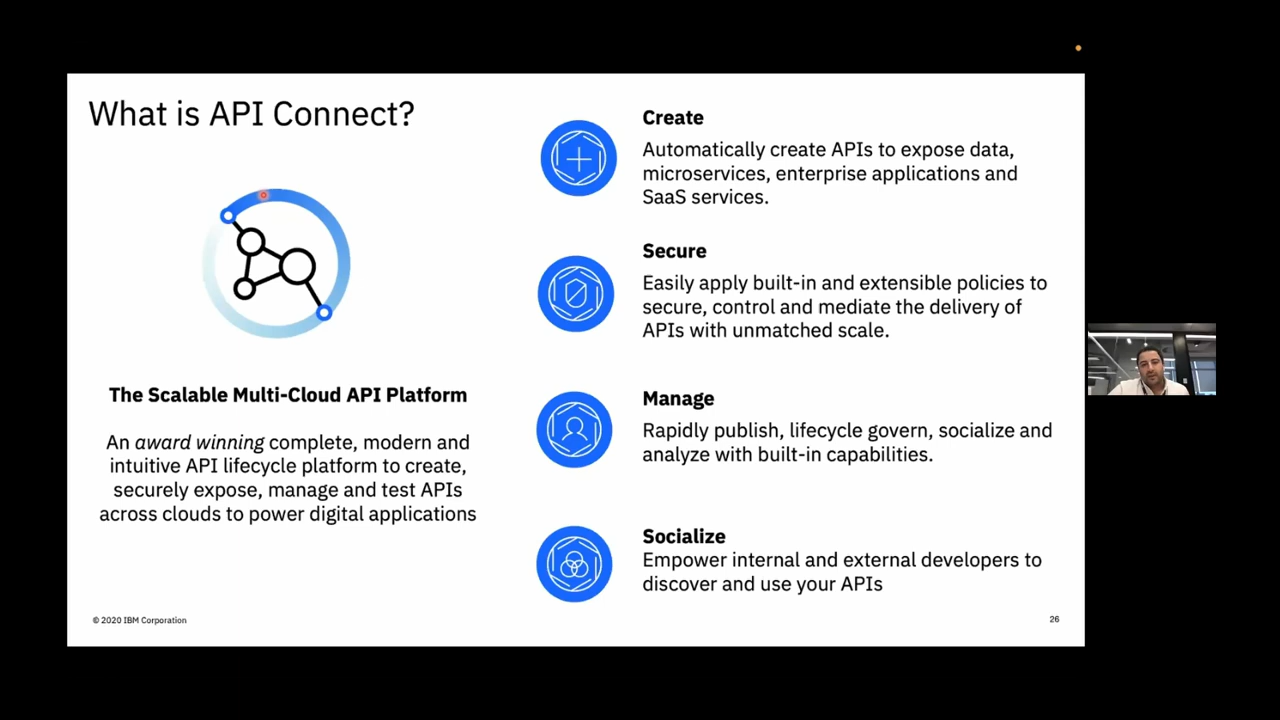 What is API Connect?
The Scalable Multi-Cloud API Platform
An award winning complete, modern and
intuitive API lifecycle platform to create,
securely expose, manage and test APIs
across clouds to power digital applications
Create
Automatically create APIs to expose data,
microservices, enterprise applications and
SaaS services.
Secure
Easily apply built-in and extensible policies to
secure, control and mediate the delivery of
APIs with unmatched scale.
Manage
Rapidly publish, lifecycle govern, socialize and
analyze with built-in capabilities.
Socialize
Empower internal and external developers to
discover and use your APIs
© 2020 IBM Corporation
26